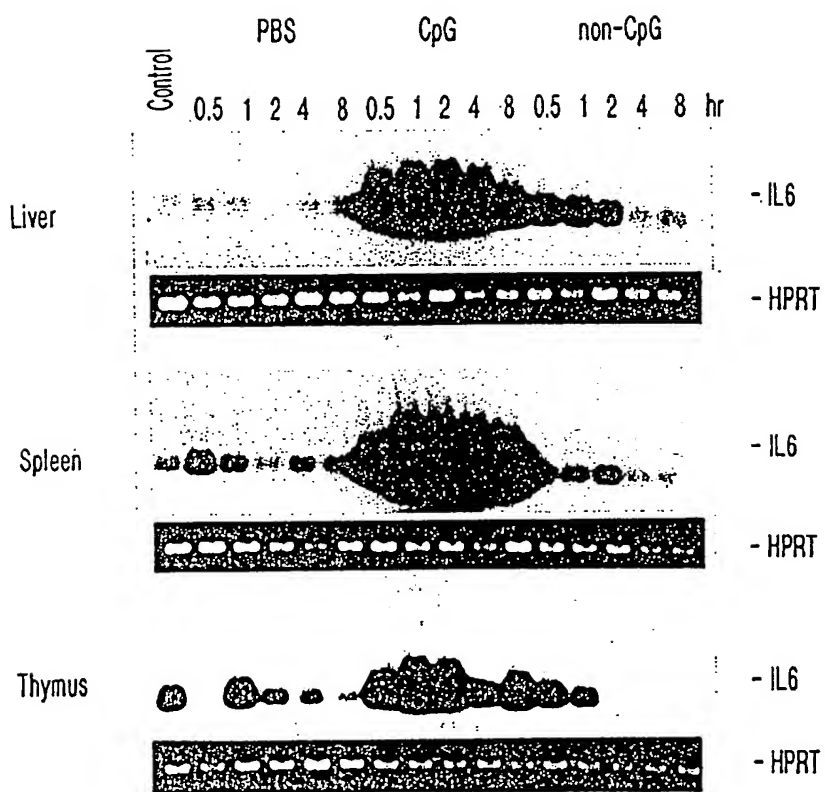 PBS CpG non-CpG
Control 0.5 1 2 4 8 0.5 1 2 4 8 0.5 1 2 4 8 hr
Liver - IL6
- HPRT
Spleen - IL6
- HPRT
Thymus - IL6
- HPRT